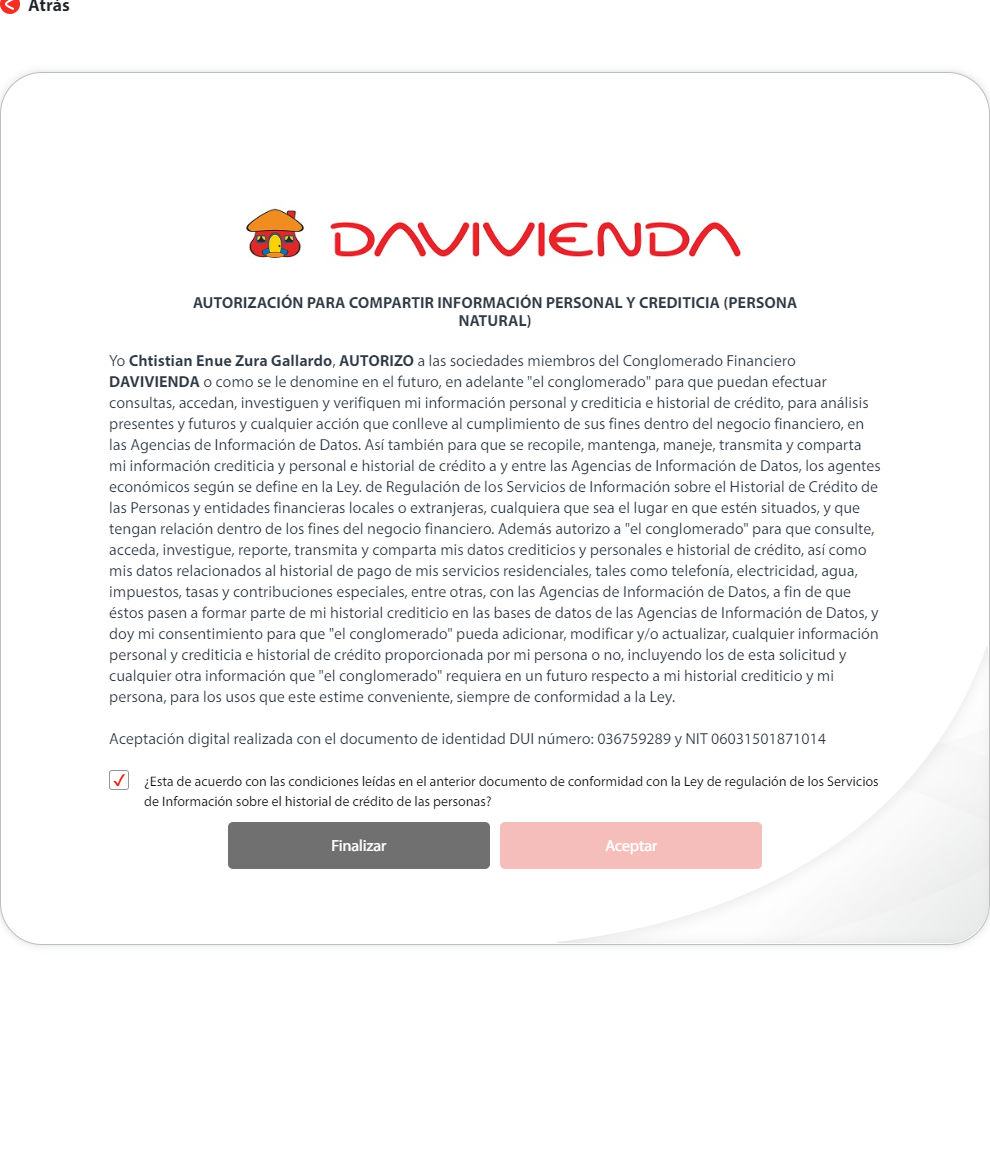 Atrás
DAVIVIENDA
AUTORIZACIÓN PARA COMPARTIR INFORMACIÓN PERSONAL Y CREDITICIA (PERSONA
NATURAL)
Yo Chtistian Enue Zura Gallardo, AUTORIZO a las sociedades miembros del Conglomerado Financiero
DAVIVIENDA o como se le denomine en el futuro, en adelante "el conglomerado" para que puedan efectuar
consultas, accedan, investiguen y verifiquen mi información personal y crediticia e historial de crédito, para análisis
presentes y futuros y cualquier acción que conlleve al cumplimiento de sus fines dentro del negocio financiero, en
las Agencias de Información de Datos. Así también para que se recopile, mantenga, maneje, transmita y comparta
mi información crediticia y personal e historial de crédito a y entre las Agencias de Información de Datos, los agentes
económicos según se define en la Ley. de Regulación de los Servicios de Información sobre el Historial de Crédito de
las Personas y entidades financieras locales o extranjeras, cualquiera que sea el lugar en que estén situados, y que
tengan relación dentro de los fines del negocio financiero. Además autorizo a "el conglomerado" para que consulte,
acceda, investigue, reporte, transmita y comparta mis datos crediticios y personales e historial de crédito, así como
mis datos relacionados al historial de pago de mis servicios residenciales, tales como telefonía, electricidad, agua,
impuestos, tasas y contribuciones especiales, entre otras, con las Agencias de Información de Datos, a fin de que
éstos pasen a formar parte de mi historial crediticio en las bases de datos de las Agencias de Información de Datos, y
doy mi consentimiento para que "el conglomerado" pueda adicionar, modificar y/o actualizar, cualquier información
personal y crediticia e historial de crédito proporcionada por mi persona o no, incluyendo los de esta solicitud y
cualquier otra información que "el conglomerado" requiera en un futuro respecto a mi historial crediticio y mi
persona, para los usos que este estime conveniente, siempre de conformidad a la Ley.
Aceptación digital realizada con el documento de identidad DUI número: 036759289 y NIT 06031501871014
¿Esta de acuerdo con las condiciones leídas en el anterior documento de conformidad con la Ley de regulación de los Servicios
de Información sobre el historial de crédito de las personas?
Finalizar
Aceptar